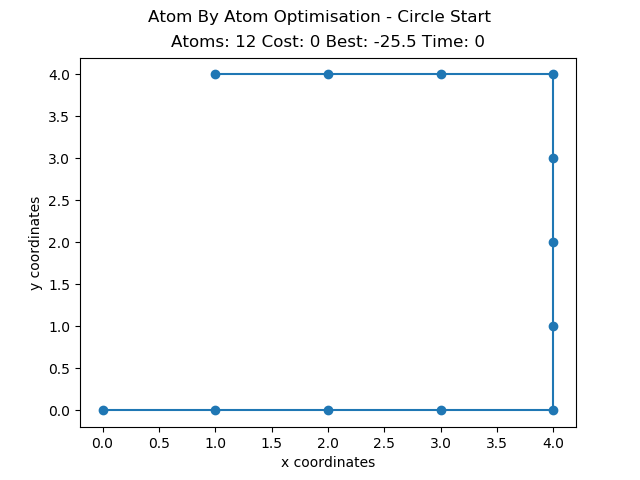 Atom By Atom Optimisation - Circle Start
Atoms: 12 Cost: 0 Best: -25.5 Time: 0
4.0
3.5
3.0
2.5
2.0
1.5
1.0
0.5
0.0
y coordinates
0.0 0.5 1.0 1.5 2.0 2.5 3.0 3.5 4.0
x coordinates